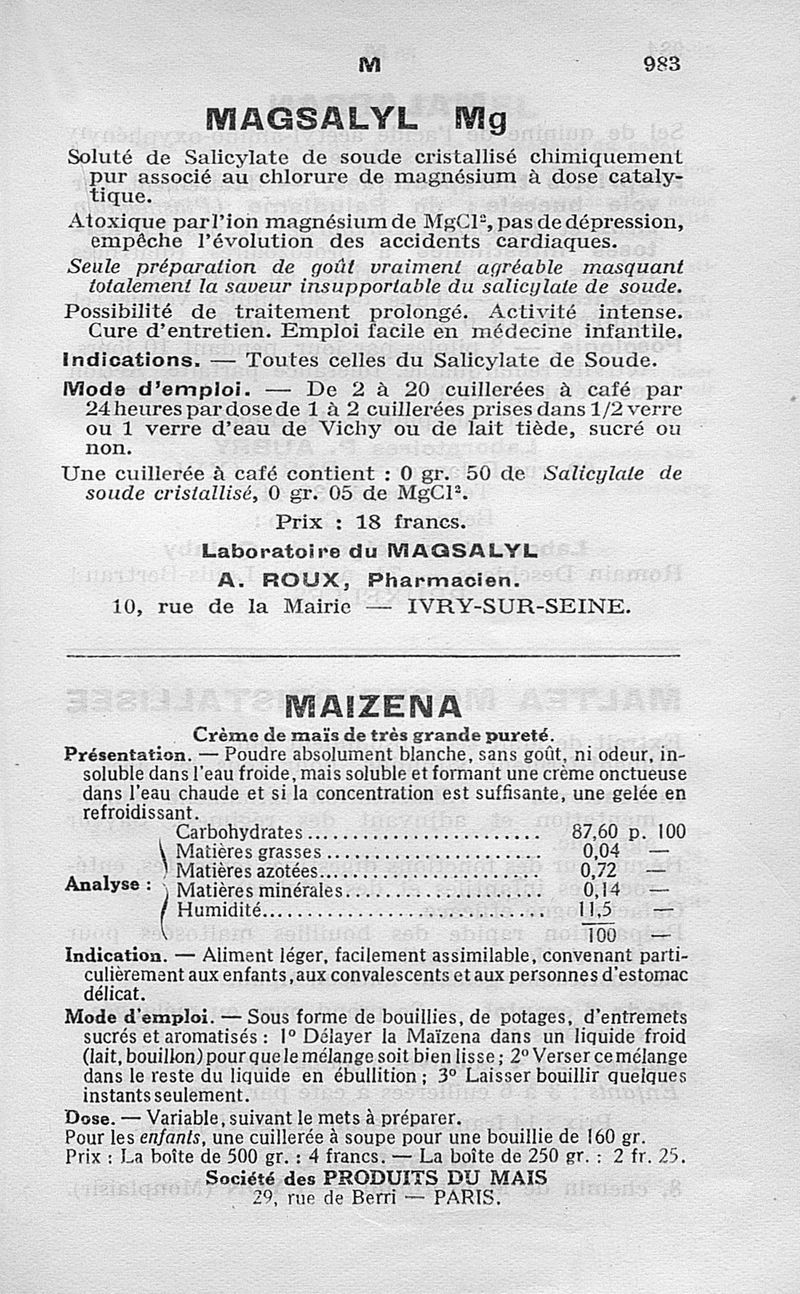 M 983
MAGSALYL Mg
Soluté de Salicylate de soude cristallisé chimiquement
pur associé au chlorure de magnésium à dose cataly-
tique.
Atoxique par l'ion magnésium de MgCl², pas de dépression,
empêche l'évolution des accidents cardiaques.
Seule préparation de goût vraiment agréable masquant
totalement la saveur insupportable du salicylate de soude.
Possibilité de traitement prolongé. Activité intense.
Cure d'entretien. Emploi facile en médecine infantile.
Indications. — Toutes celles du Salicylate de Soude.
Mode d'emploi. — De 2 à 20 cuillerées à café par
24 heures par dose de 1 à 2 cuillerées prises dans 1/2 verre
ou 1 verre d'eau de Vichy ou de lait tiède, sucré ou
non.
Une cuillerée à café contient : 0 gr. 50 de Salicylate de
soude cristallisé, 0 gr. 05 de MgCl².
Prix : 18 francs.
Laboratoire du MAGSALYL
A. ROUX, Pharmacien.
10, rue de la Mairie — IVRY-SUR-SEINE.
MAIZENA
Crème de maïs de très grande pureté.
Présentation. — Poudre absolument blanche, sans goût, ni odeur, in-
soluble dans l'eau froide, mais soluble et formant une crème onctueuse
dans l'eau chaude et si la concentration est suffisante, une gelée en
refroidissant.
Carbohydrates ........................ 87,60 p. 100
Matières grasses ...................... 0,04 —
Matières azotées....................... 0,72 —
Analyse : Matières minérales........................ 0,14 —
Humidité............................. 11,5 —
100 —
Indication. — Aliment léger, facilement assimilable, convenant parti-
culièrement aux enfants, aux convalescents et aux personnes d'estomac
délicat.
Mode d'emploi. — Sous forme de bouillies, de potages, d'entremets
sucrés et aromatisés : 1º Délayer la Maïzena dans un liquide froid
(lait, bouillon) pour que le mélange soit bien lisse ; 2º Verser ce mélange
dans le reste du liquide en ébullition ; 3º Laisser bouillir quelques
instants seulement.
Dose. — Variable, suivant le mets à préparer.
Pour les enfants, une cuillerée à soupe pour une bouillie de 160 gr.
Prix : La boîte de 500 gr. : 4 francs. — La boîte de 250 gr. : 2 fr. 25.
Société des PRODUITS DU MAIS
29, rue de Berri — PARIS.